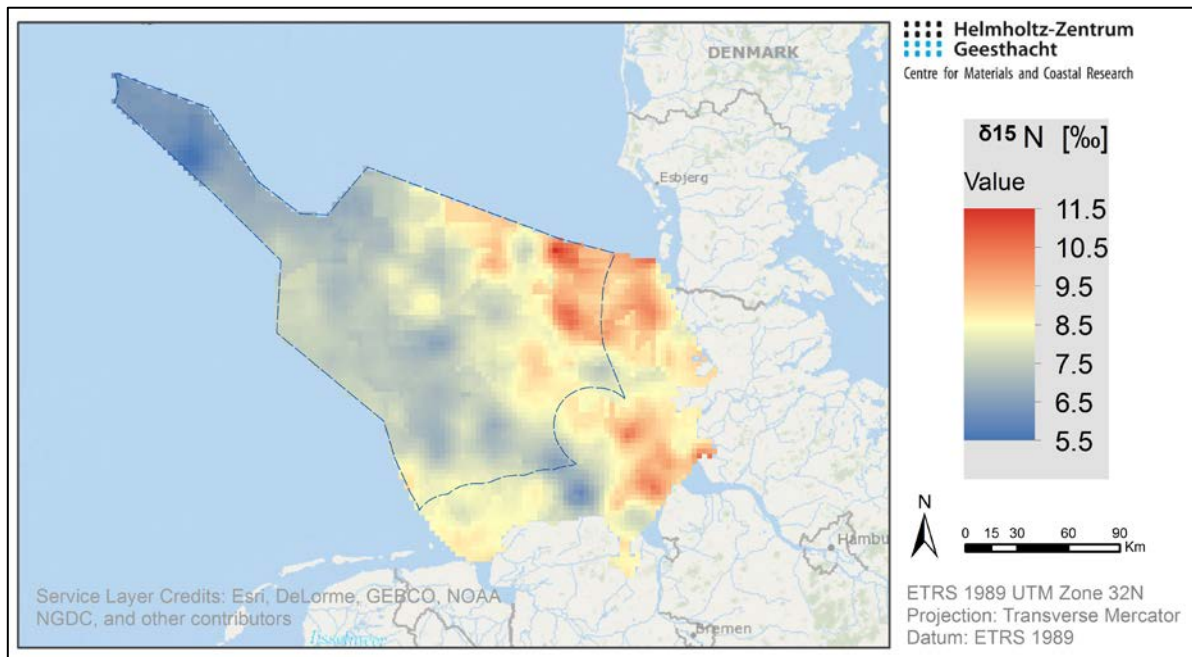 DENMARK
Esbjerg
Hambu
Bremen
Service Layer Credits: Esri, DeLorme, GEBCO, NOAA
NGDC, and other contributors
Helmholtz-Zentrum
Geesthacht
Centre for Materials and Coastal Research
δ15 N [‰]
Value
11.5
10.5
9.5
8.5
7.5
6.5
5.5
N
0 15 30 60 90
Km
ETRS 1989 UTM Zone 32N
Projection: Transverse Mercator
Datum: ETRS 1989